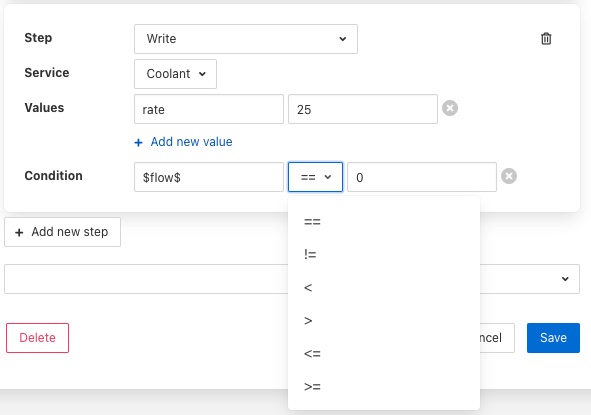 Step Write
Service Coolant
Values rate 25
+ Add new value
Condition $flow$ == 0
==
!=
<
>
<=
>=
+ Add new step
Delete ncel Save